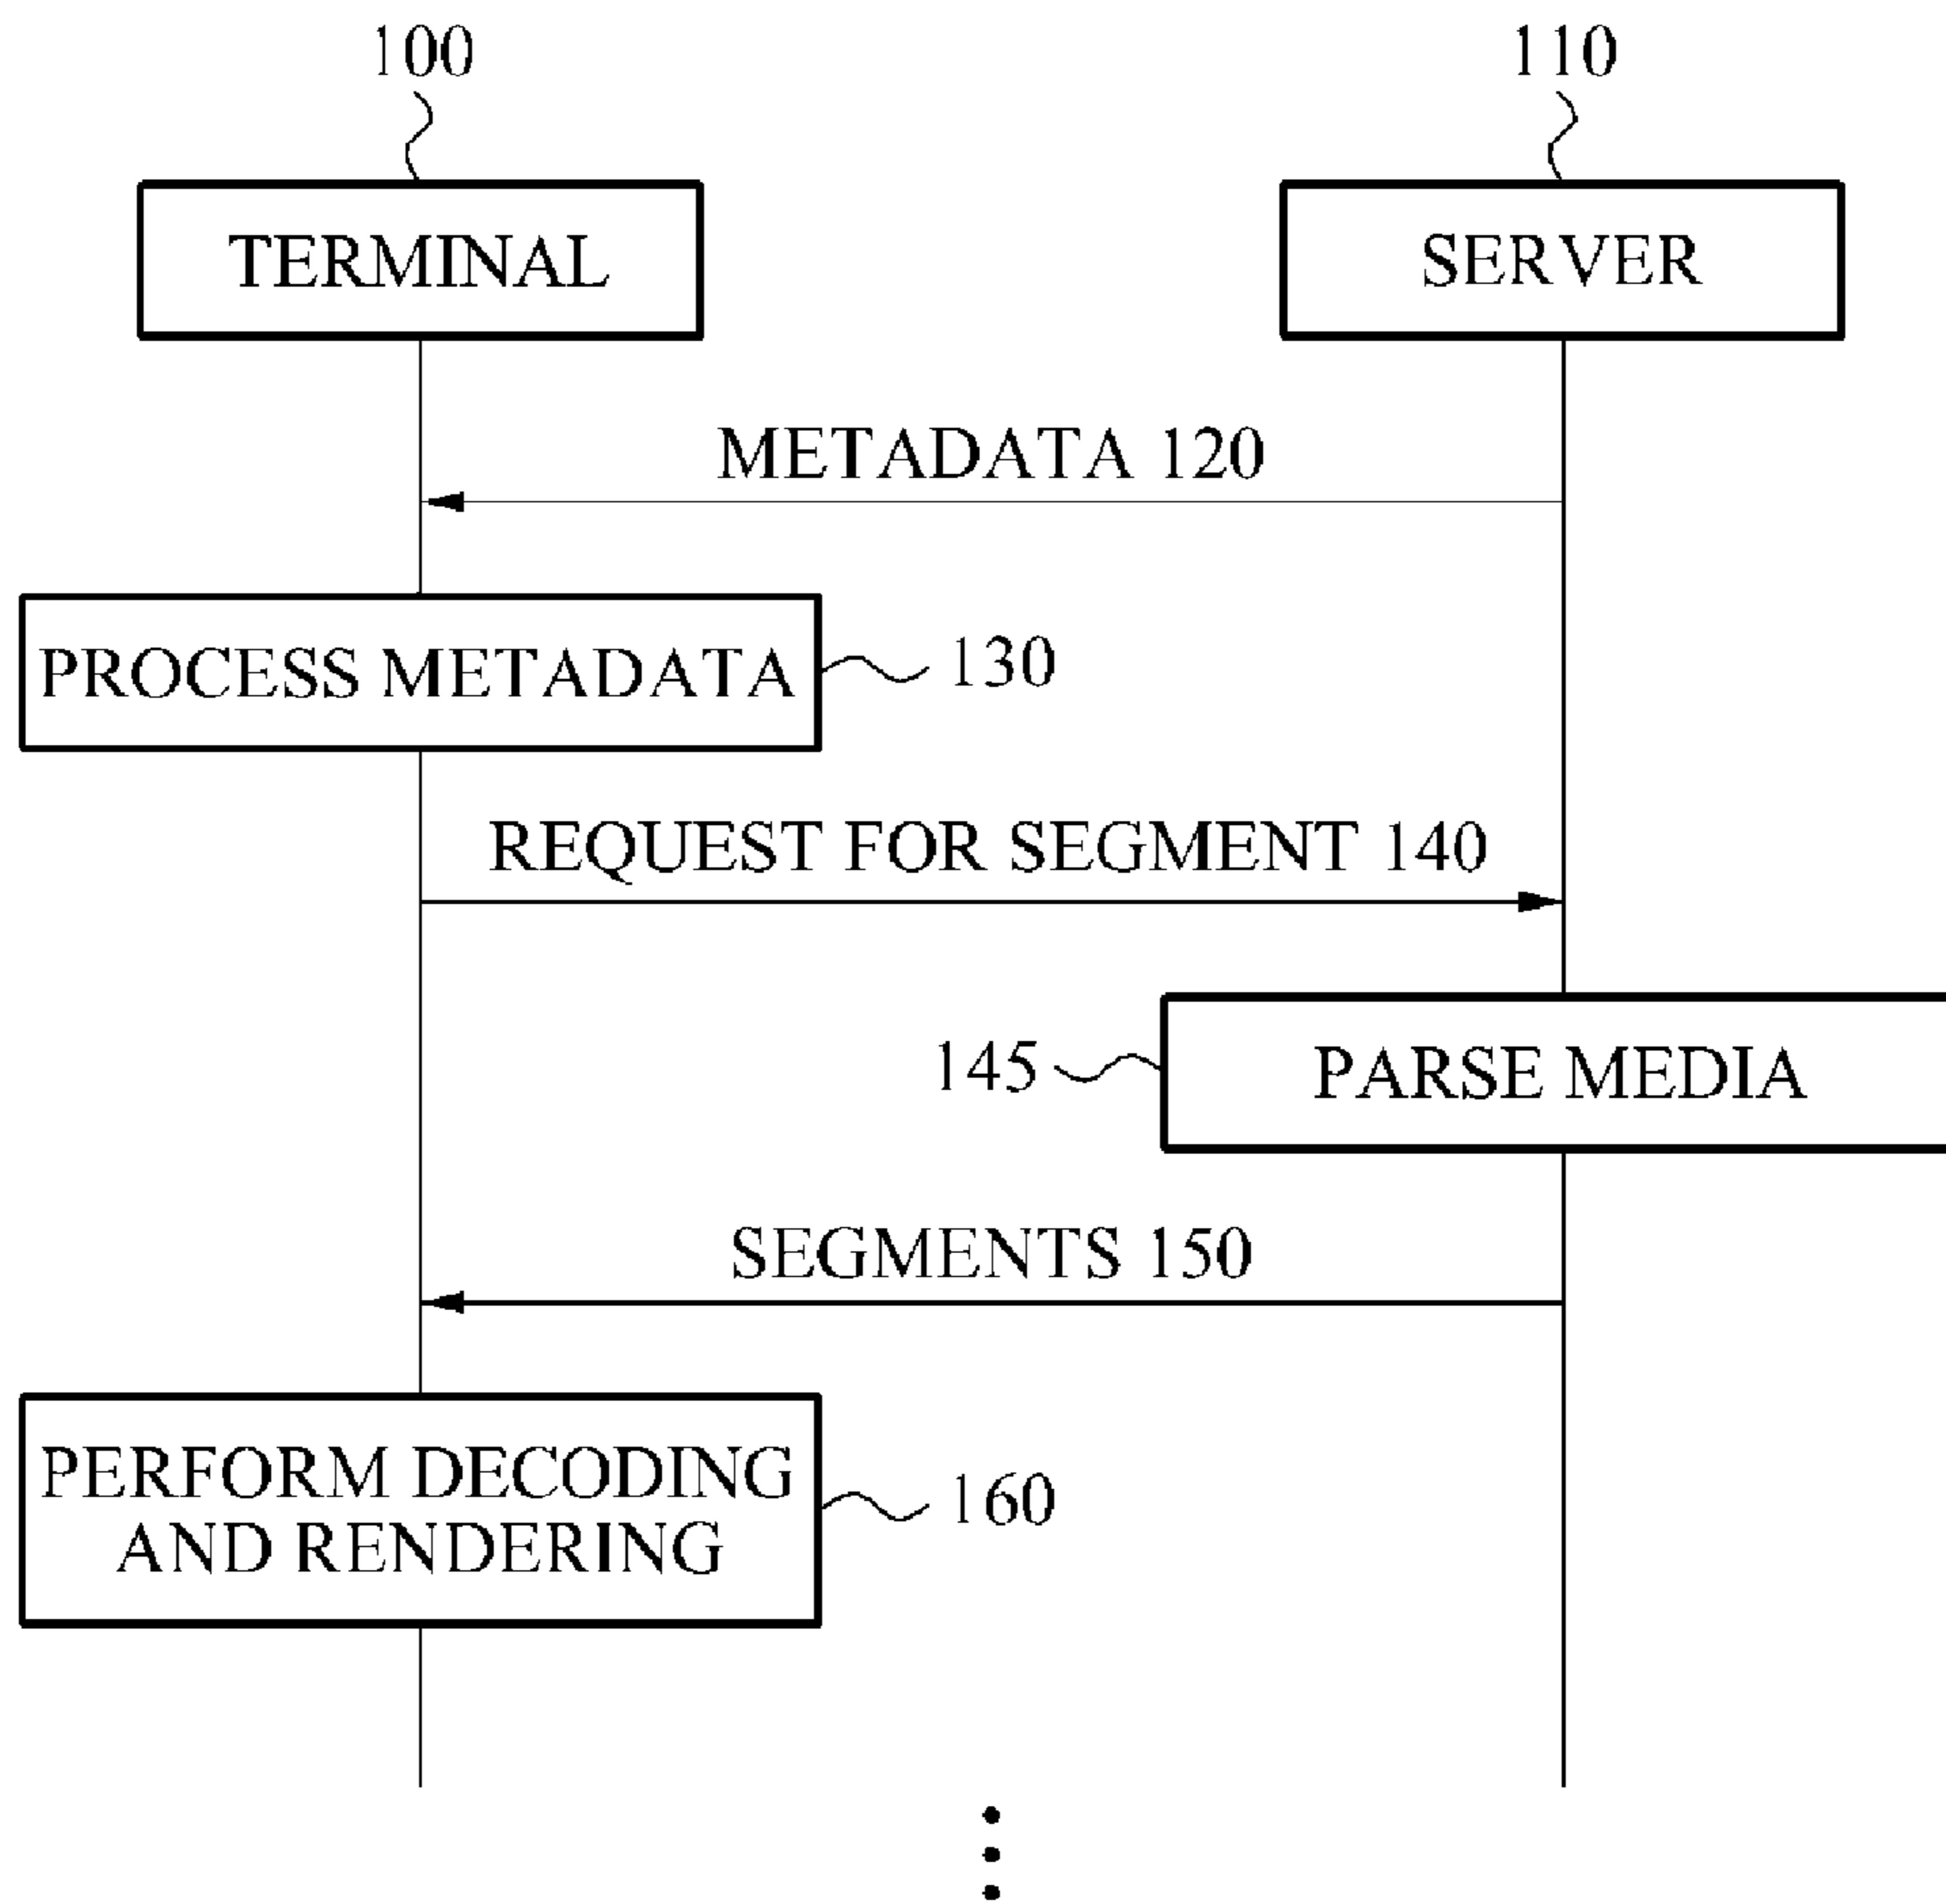 100
110
TERMINAL
SERVER
METADATA 120
PROCESS METADATA
130
REQUEST FOR SEGMENT 140
145
PARSE MEDIA
SEGMENTS 150
PERFORM DECODING
AND RENDERING
160